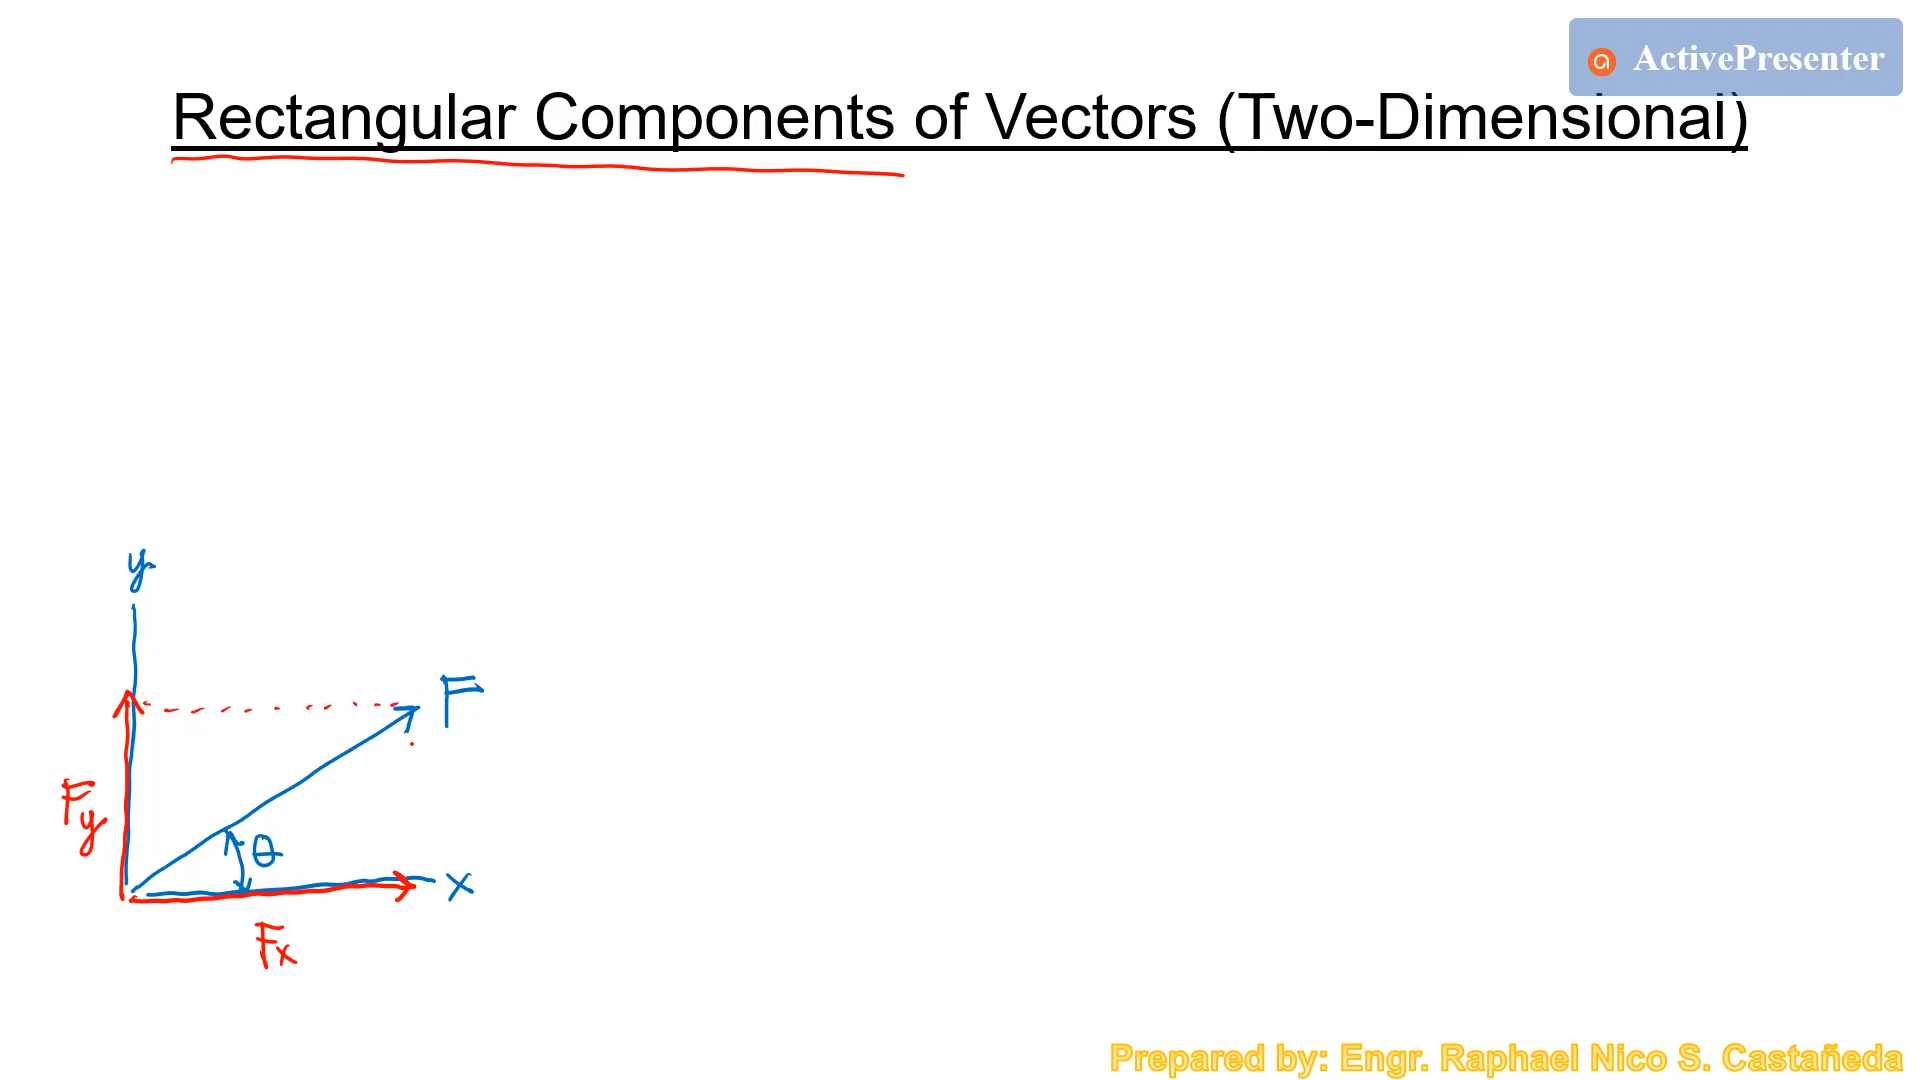 ActivePresenter
Rectangular Components of Vectors (Two-Dimensional)
y
F
Fy
θ
x
Fx
Prepared by: Engr. Raphael Nico S. Castañeda